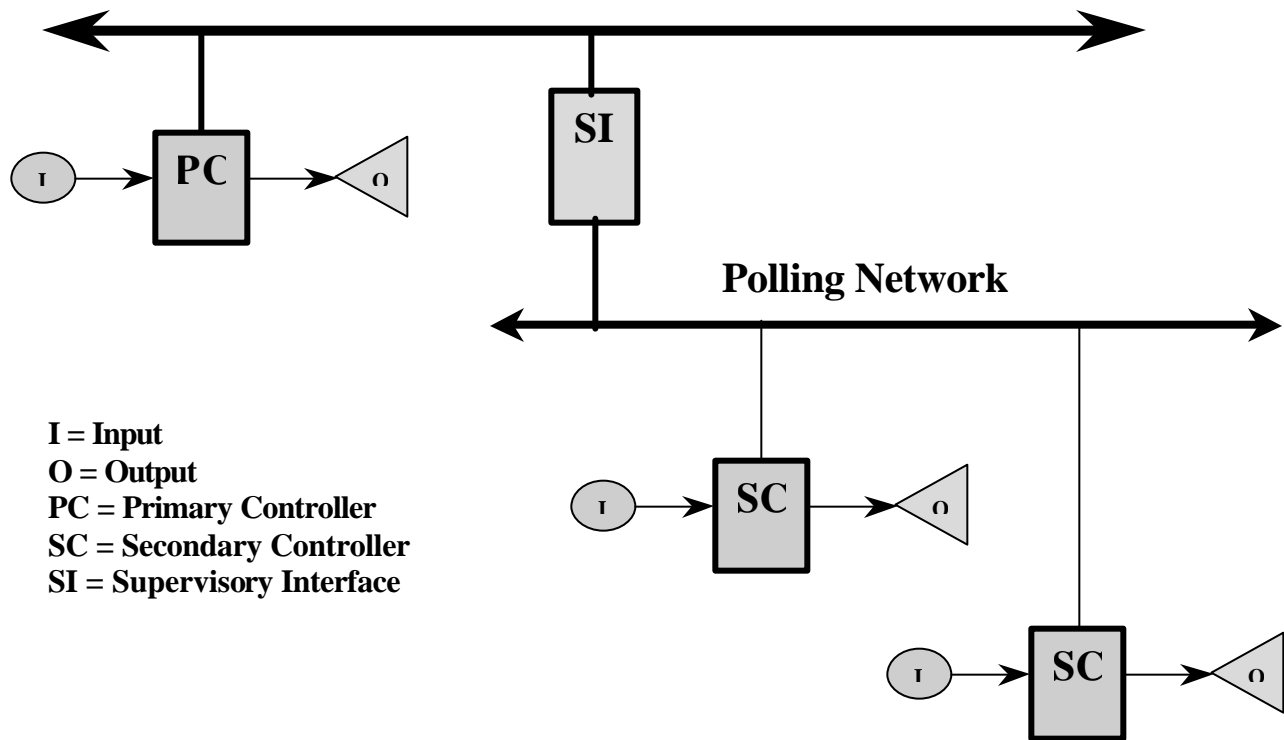 SI
PC
I
O
Polling Network
I = Input
O = Output
PC = Primary Controller
SC = Secondary Controller
SI = Supervisory Interface
I
SC
O
I
SC
O